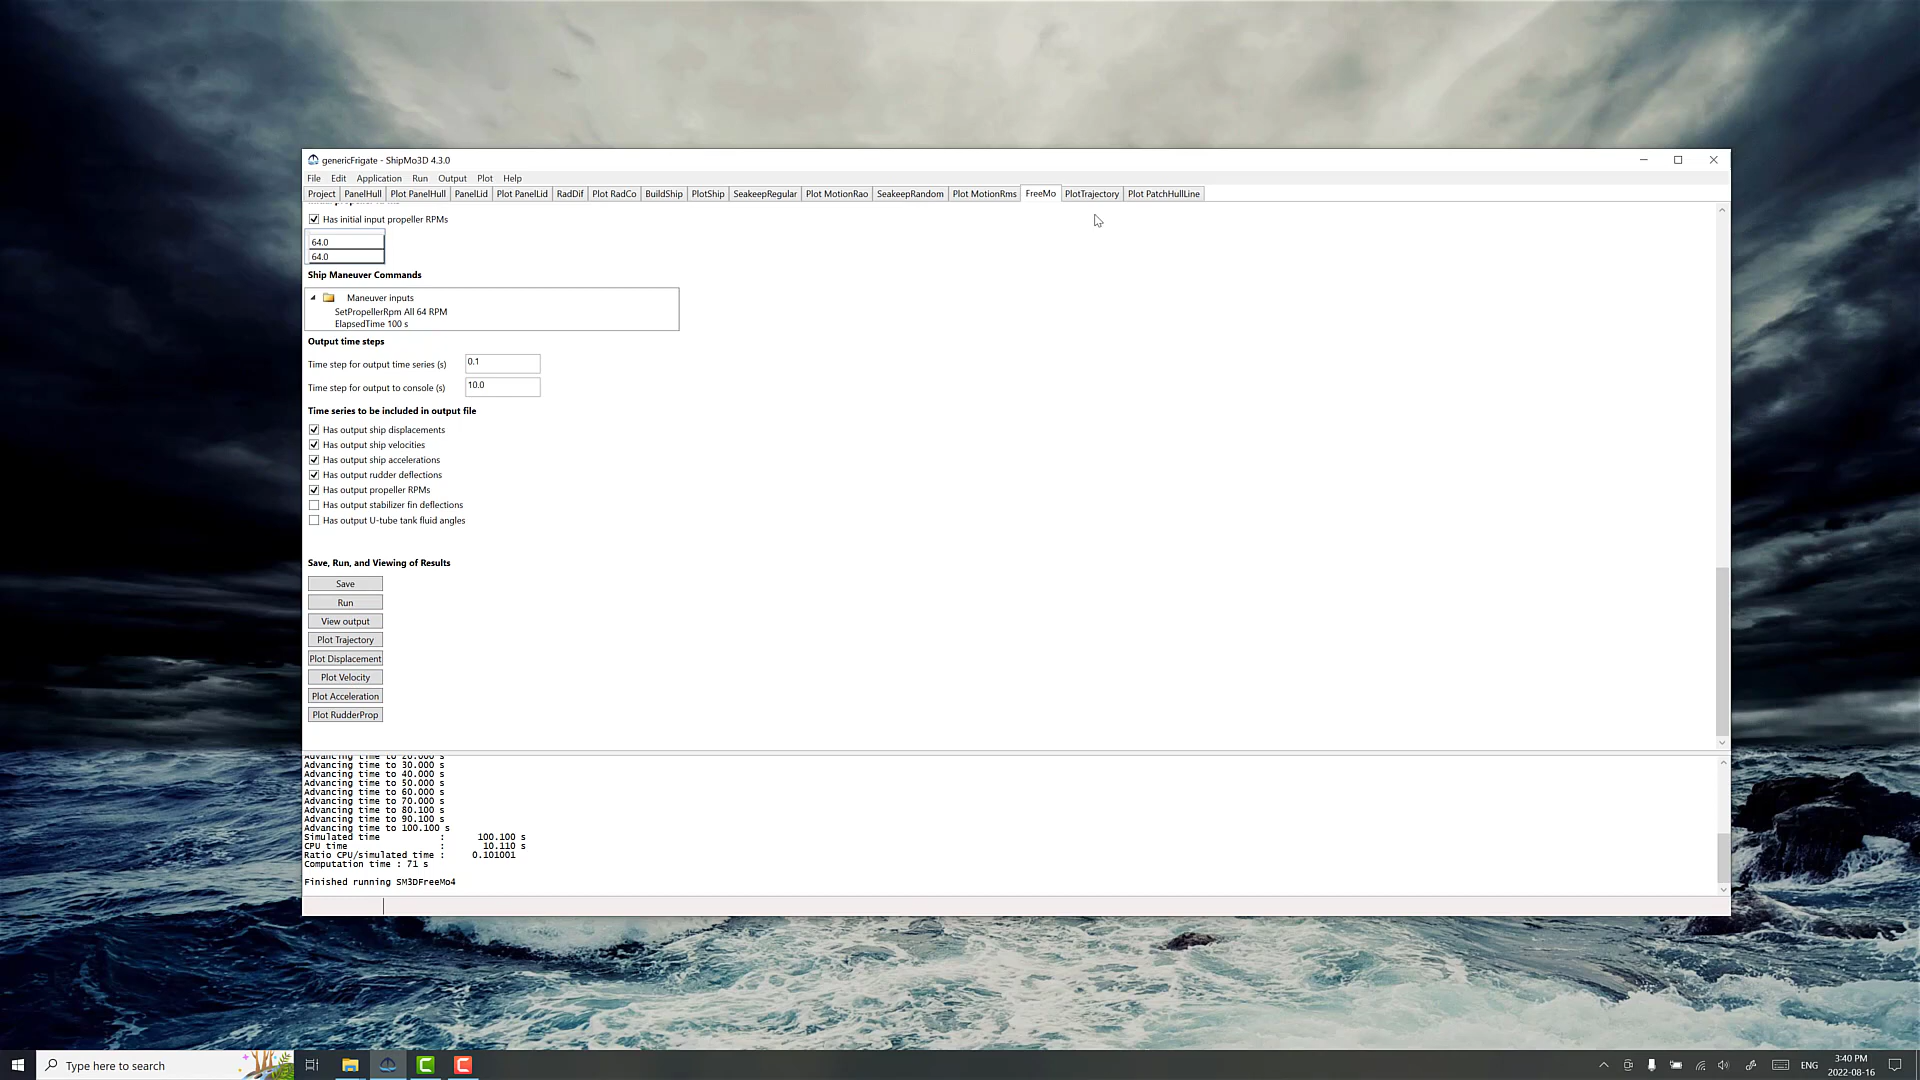 genericFrigate - ShipMo3D 4.3.0
File Edit Application Run Output Plot Help
Project PanelHull Plot PanelHull PanelLid Plot PanelLid RadDif Plot RadCo BuildShip PlotShip SeakeepRegular Plot MotionRao SeakeepRandom Plot MotionRms FreeMo PlotTrajectory Plot PatchHullLine
Has initial input propeller RPMs
64.0
64.0
Ship Maneuver Commands
Maneuver inputs
SetPropellerRpm All 64 RPM
ElapsedTime 100 s
Output time steps
Time step for output time series (s) 0.1
Time step for output to console (s) 10.0
Time series to be included in output file
Has output ship displacements
Has output ship velocities
Has output ship accelerations
Has output rudder deflections
Has output propeller RPMs
Has output stabilizer fin deflections
Has output U-tube tank fluid angles
Save, Run, and Viewing of Results
Save
Run
View output
Plot Trajectory
Plot Displacement
Plot Velocity
Plot Acceleration
Plot RudderProp
Advancing time to 20.000 s
Advancing time to 30.000 s
Advancing time to 40.000 s
Advancing time to 50.000 s
Advancing time to 60.000 s
Advancing time to 70.000 s
Advancing time to 80.100 s
Advancing time to 90.100 s
Advancing time to 100.100 s
Simulated time : 100.100 s
CPU time : 10.110 s
Ratio CPU/simulated time : 0.101001
Computation time : 71 s
Finished running SM3DFreeMo4
Type here to search
ENG
3:40 PM
2022-08-16